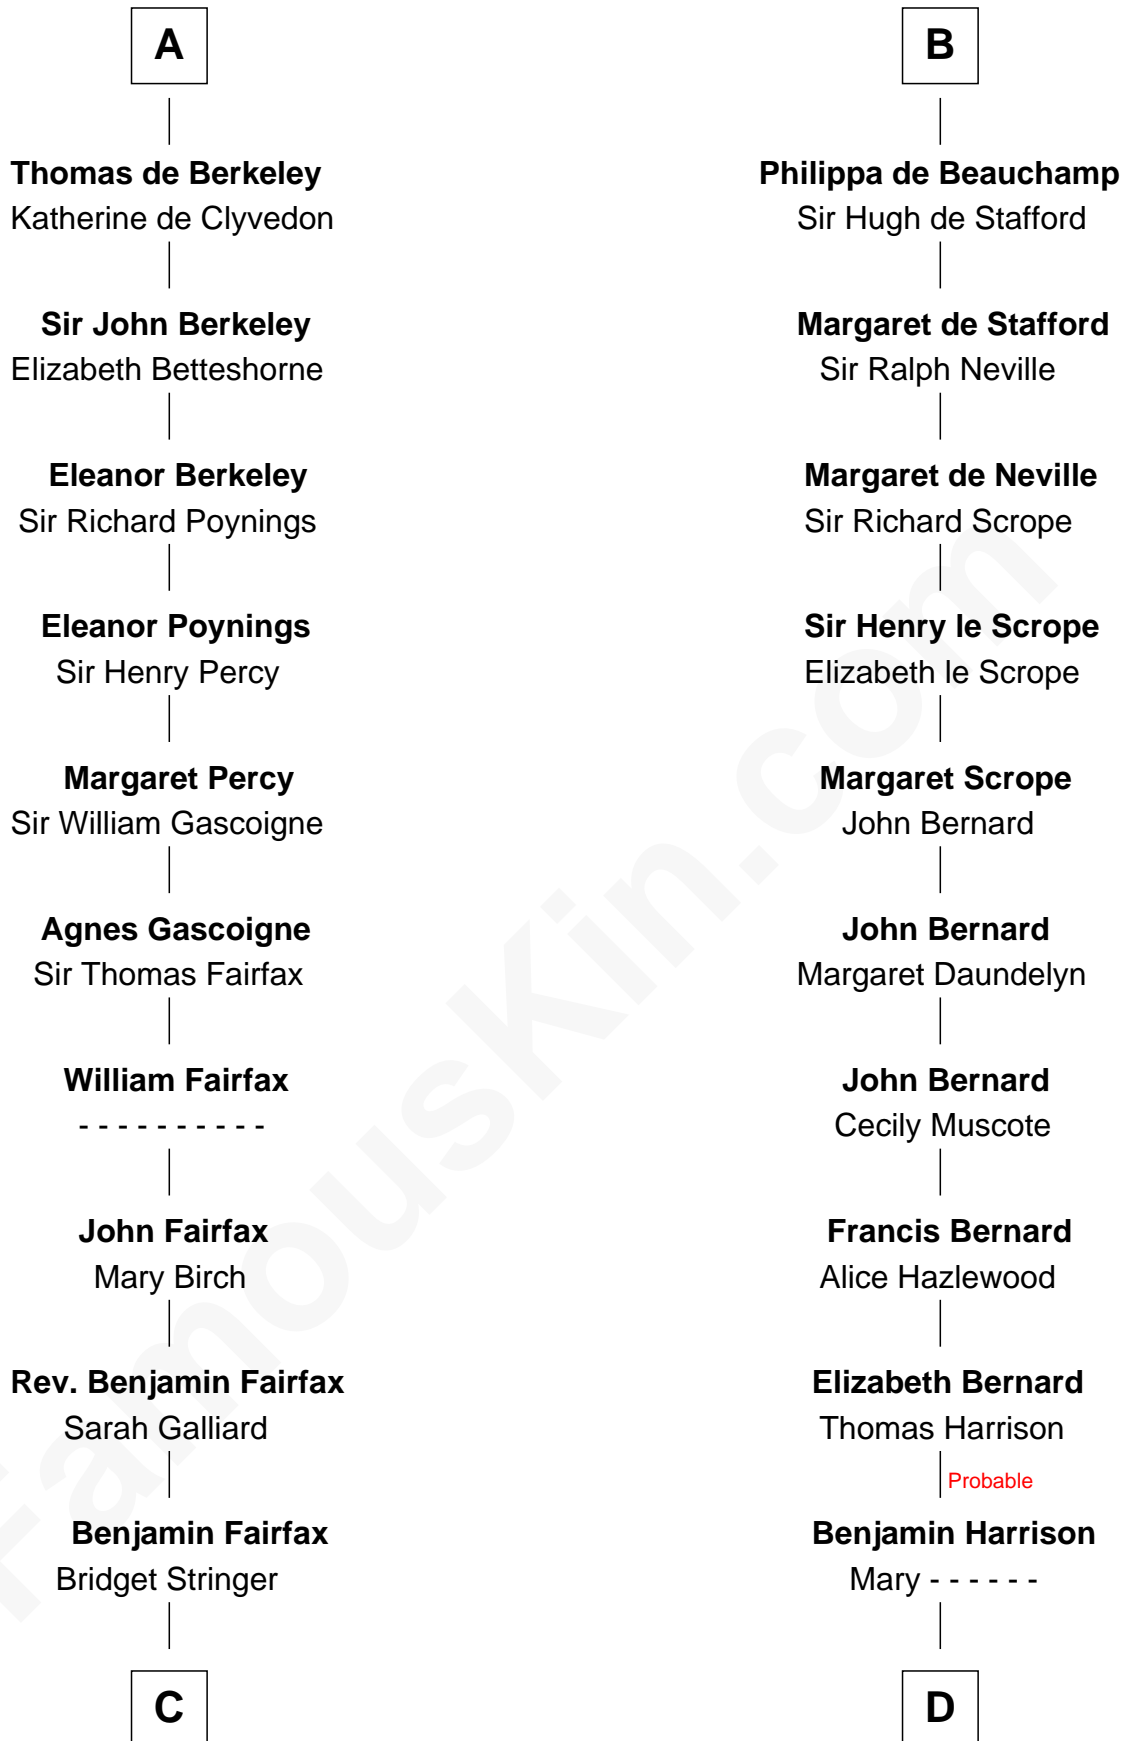 A
Thomas de Berkeley
Katherine de Clyvedon
Sir John Berkeley
Elizabeth Betteshorne
Eleanor Berkeley
Sir Richard Poynings
Eleanor Poynings
Sir Henry Percy
Margaret Percy
Sir William Gascoigne
Agnes Gascoigne
Sir Thomas Fairfax
William Fairfax
- - - - - - - - - -
John Fairfax
Mary Birch
Rev. Benjamin Fairfax
Sarah Galliard
Benjamin Fairfax
Bridget Stringer
C
B
Philippa de Beauchamp
Sir Hugh de Stafford
Margaret de Stafford
Sir Ralph Neville
Margaret de Neville
Sir Richard Scrope
Sir Henry le Scrope
Elizabeth le Scrope
Margaret Scrope
John Bernard
John Bernard
Margaret Daundelyn
John Bernard
Cecily Muscote
Francis Bernard
Alice Hazlewood
Elizabeth Bernard
Thomas Harrison
Probable
Benjamin Harrison
Mary - - - - - -
D
FamousKin.com